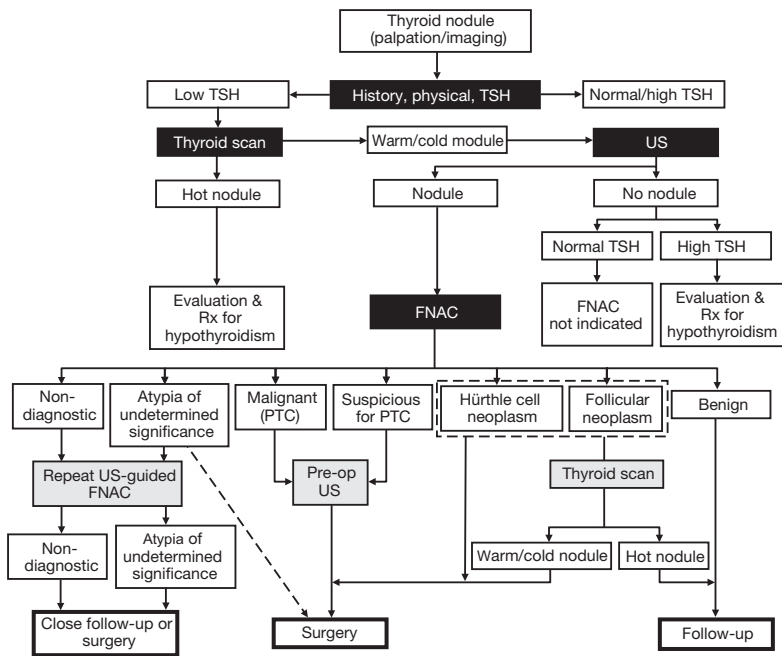 Thyroid nodule
(palpation/imaging)
Low TSH
History, physical, TSH
Normal/high TSH
Thyroid scan
Warm/cold module
US
Hot nodule
Nodule
No nodule
Normal TSH
High TSH
Evaluation &
Rx for
hypothyroidism
FNAC
FNAC
not indicated
Evaluation &
Rx for
hypothyroidism
Non-
diagnostic
Atypia of
undetermined
significance
Malignant
(PTC)
Suspicious
for PTC
Hürthle cell
neoplasm
Follicular
neoplasm
Benign
Repeat US-guided
FNAC
Pre-op
US
Thyroid scan
Non-
diagnostic
Atypia of
undetermined
significance
Warm/cold nodule
Hot nodule
Close follow-up or
surgery
Surgery
Follow-up